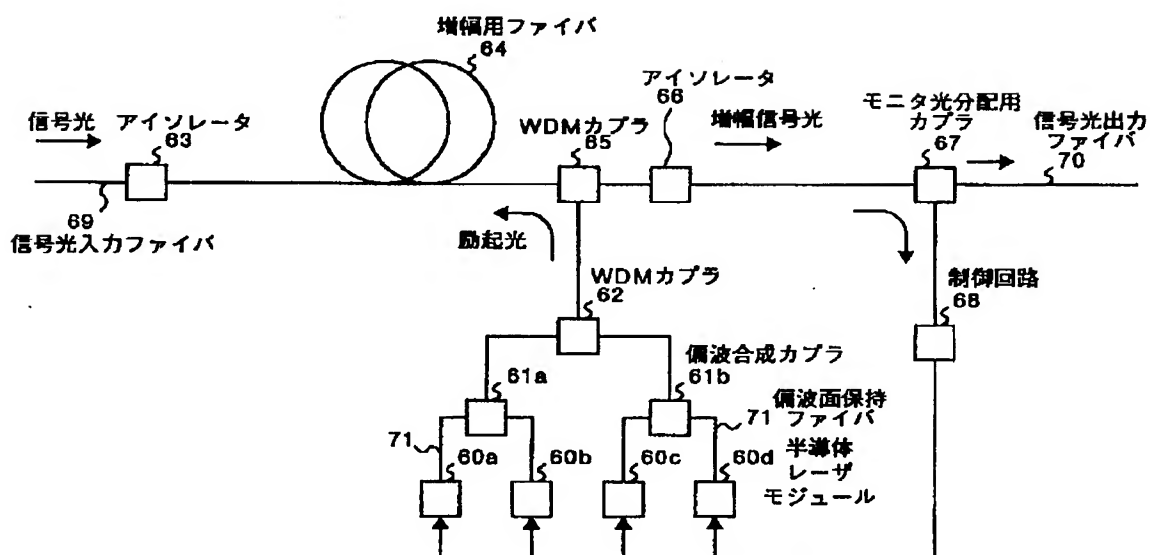 増幅用ファイバ
64
アイソレータ
66
信号光
アイソレータ
63
WDMカプラ
65
増幅信号光
モニタ光分配用
カプラ
67
信号光出力
ファイバ
70
69
信号光入力ファイバ
励起光
WDMカプラ
62
制御回路
68
偏波合成カプラ
61a
61b
偏波面保持
ファイバ
71
71
60a
60b
60c
60d
半導体
レーザ
モジュール